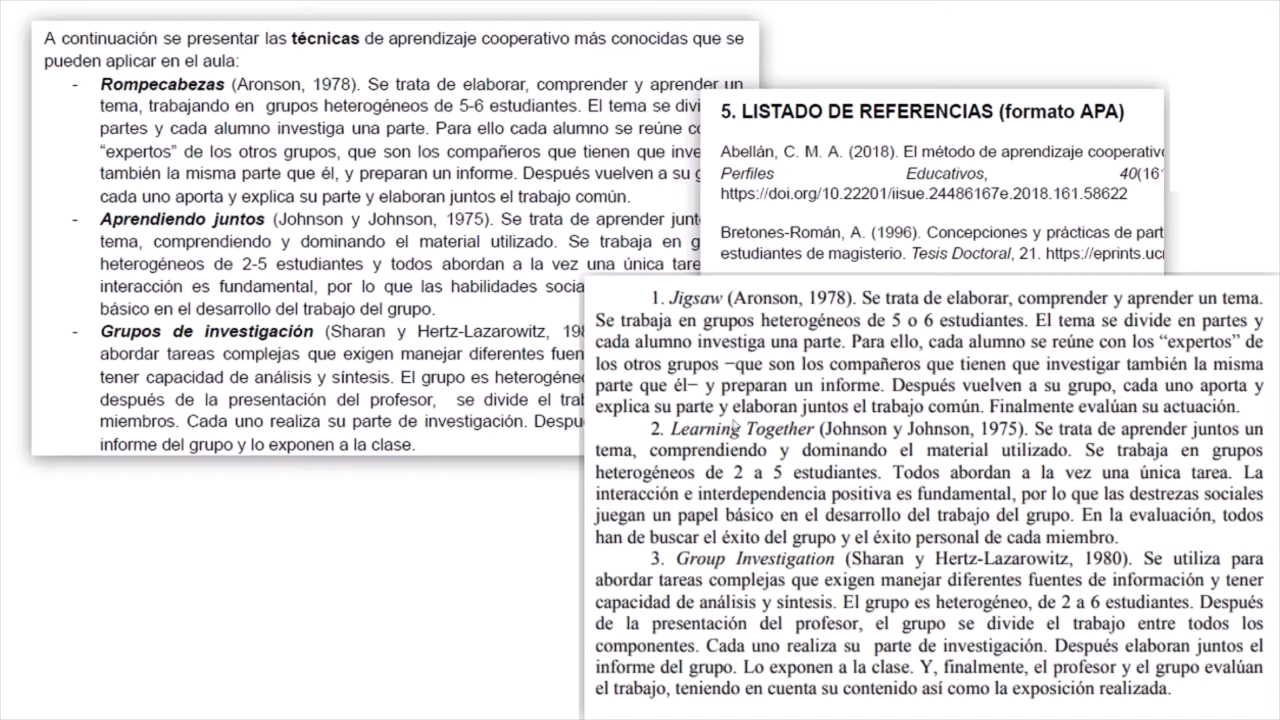 A continuación se presentar las técnicas de aprendizaje cooperativo más conocidas que se
pueden aplicar en el aula:
- Rompecabezas (Aronson, 1978). Se trata de elaborar, comprender y aprender un
tema, trabajando en grupos heterogéneos de 5-6 estudiantes. El tema se divi
partes y cada alumno investiga una parte. Para ello cada alumno se reúne co
“expertos” de los otros grupos, que son los compañeros que tienen que inve
también la misma parte que él, y preparan un informe. Después vuelven a su g
cada uno aporta y explica su parte y elaboran juntos el trabajo común.
- Aprendiendo juntos (Johnson y Johnson, 1975). Se trata de aprender junt
tema, comprendiendo y dominando el material utilizado. Se trabaja en g
heterogéneos de 2-5 estudiantes y todos abordan a la vez una única tare
interacción es fundamental, por lo que las habilidades socia
básico en el desarrollo del trabajo del grupo.
- Grupos de investigación (Sharan y Hertz-Lazarowitz, 198
abordar tareas complejas que exigen manejar diferentes fuen
tener capacidad de análisis y síntesis. El grupo es heterogéne
después de la presentación del profesor, se divide el trab
miembros. Cada uno realiza su parte de investigación. Despu
informe del grupo y lo exponen a la clase.
5. LISTADO DE REFERENCIAS (formato APA)
Abellán, C. M. A. (2018). El método de aprendizaje cooperativ
Perfiles Educativos, 40(161
https://doi.org/10.22201/iisue.24486167e.2018.161.58622
Bretones-Román, A. (1996). Concepciones y prácticas de part
estudiantes de magisterio. Tesis Doctoral, 21. https://eprints.ucr
1. Jigsaw (Aronson, 1978). Se trata de elaborar, comprender y aprender un tema.
Se trabaja en grupos heterogéneos de 5 o 6 estudiantes. El tema se divide en partes y
cada alumno investiga una parte. Para ello, cada alumno se reúne con los “expertos” de
los otros grupos −que son los compañeros que tienen que investigar también la misma
parte que él− y preparan un informe. Después vuelven a su grupo, cada uno aporta y
explica su parte y elaboran juntos el trabajo común. Finalmente evalúan su actuación.
2. Learning Together (Johnson y Johnson, 1975). Se trata de aprender juntos un
tema, comprendiendo y dominando el material utilizado. Se trabaja en grupos
heterogéneos de 2 a 5 estudiantes. Todos abordan a la vez una única tarea. La
interacción e interdependencia positiva es fundamental, por lo que las destrezas sociales
juegan un papel básico en el desarrollo del trabajo del grupo. En la evaluación, todos
han de buscar el éxito del grupo y el éxito personal de cada miembro.
3. Group Investigation (Sharan y Hertz-Lazarowitz, 1980). Se utiliza para
abordar tareas complejas que exigen manejar diferentes fuentes de información y tener
capacidad de análisis y síntesis. El grupo es heterogéneo, de 2 a 6 estudiantes. Después
de la presentación del profesor, el grupo se divide el trabajo entre todos los
componentes. Cada uno realiza su parte de investigación. Después elaboran juntos el
informe del grupo. Lo exponen a la clase. Y, finalmente, el profesor y el grupo evalúan
el trabajo, teniendo en cuenta su contenido así como la exposición realizada.